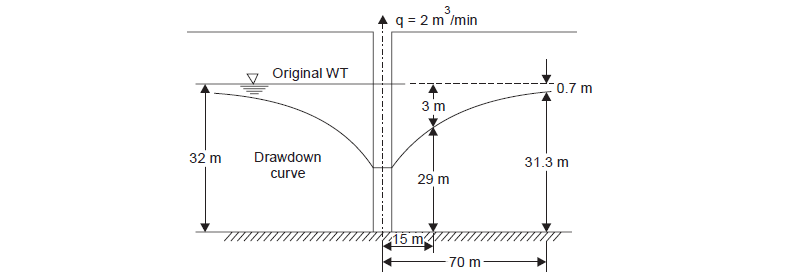 q = 2 m³/min
Original WT
0.7 m
3 m
32 m
Drawdown
curve
31.3 m
29 m
15 m
70 m